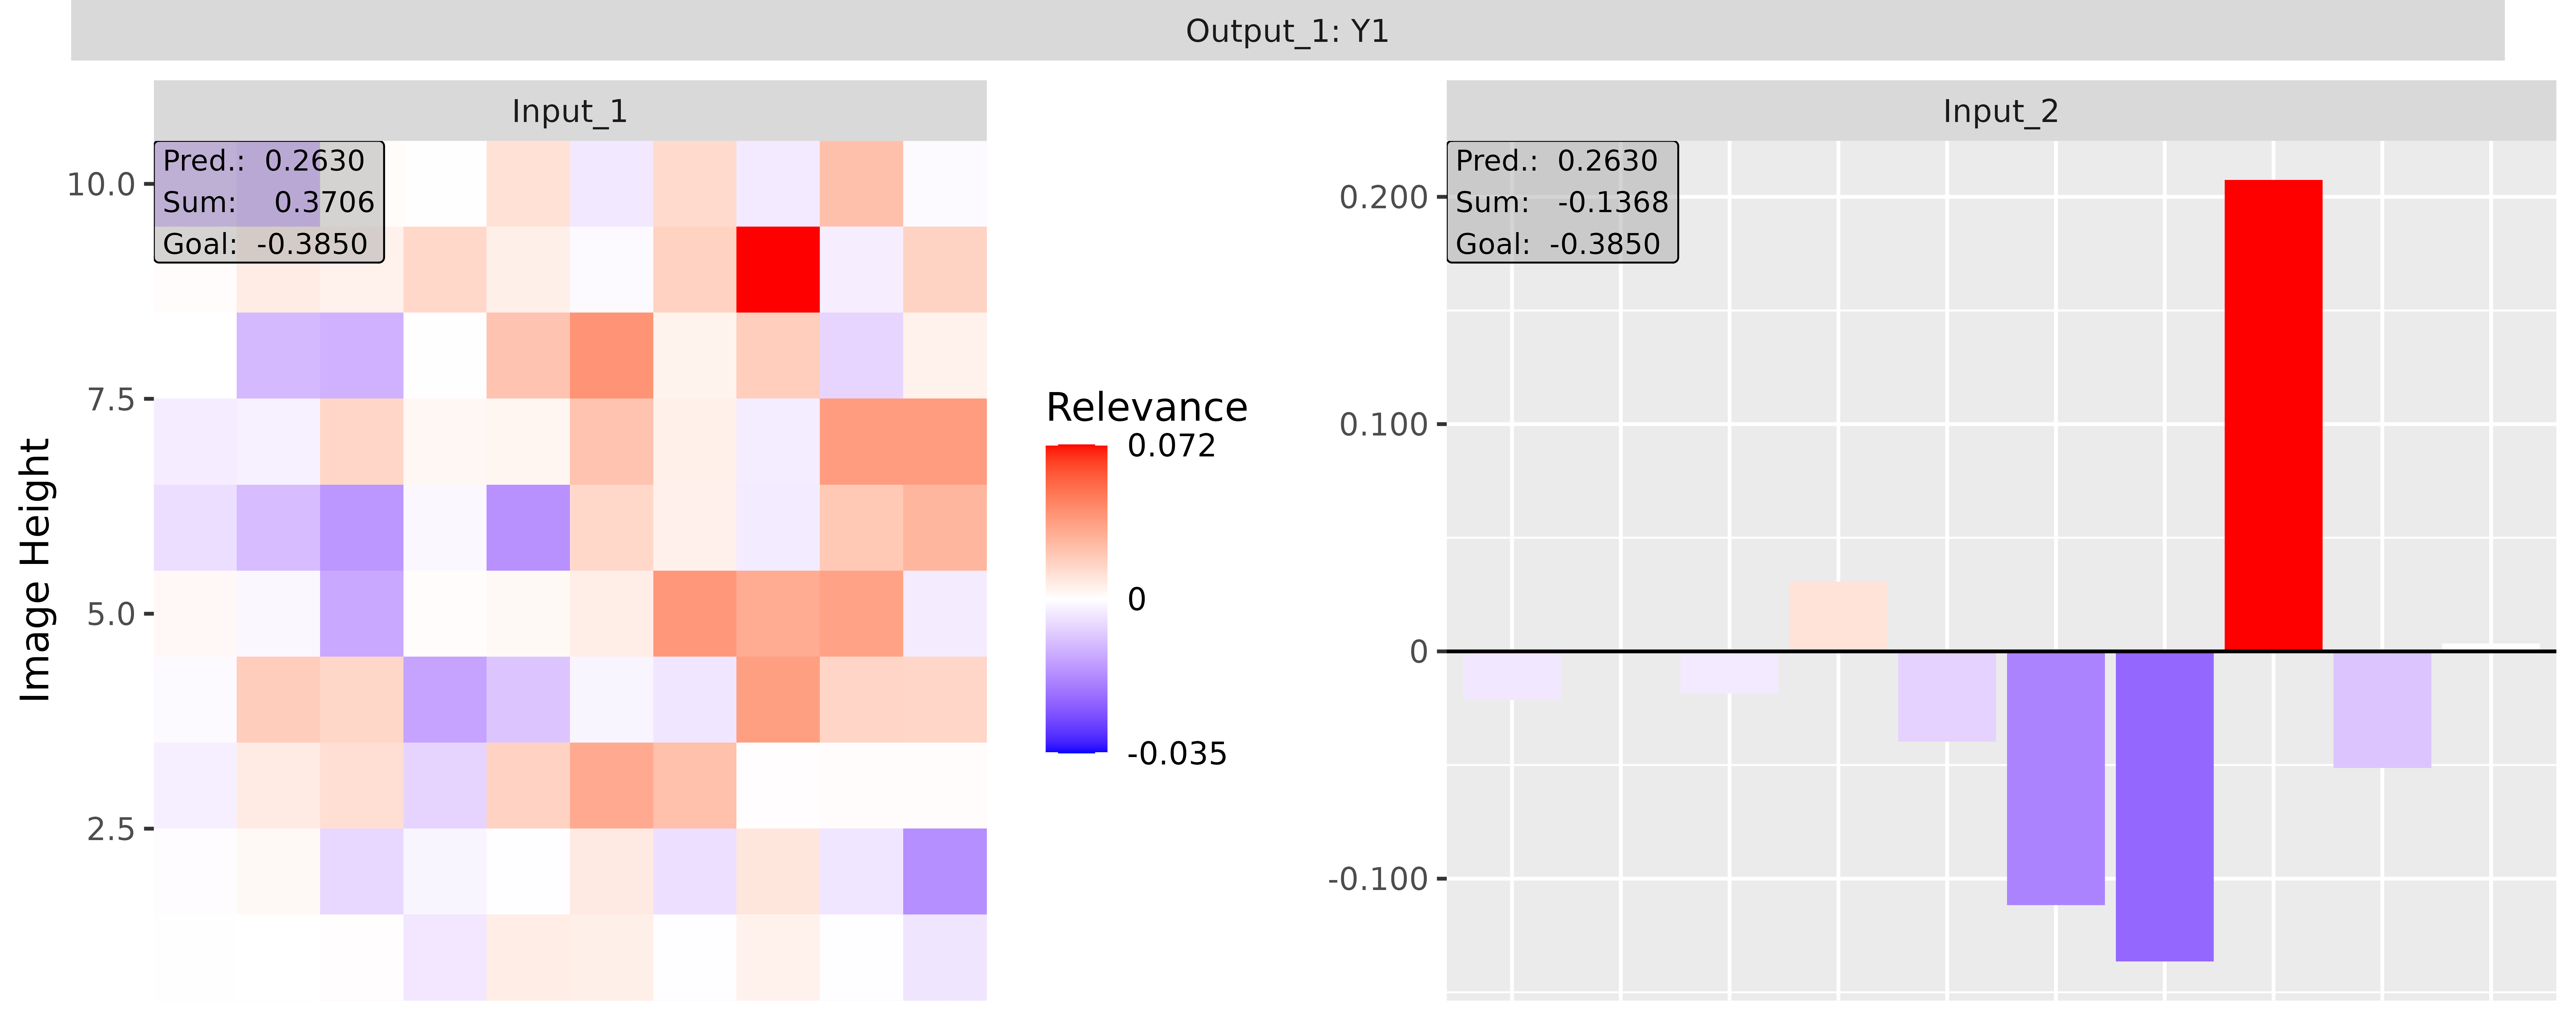 Output_1: Y1
Input_1
Pred.: 0.2630
Sum: 0.3706
Goal: -0.3850
10.0
7.5
5.0
2.5
Image Height
Relevance
0.072
0
-0.035
Input_2
Pred.: 0.2630
Sum: -0.1368
Goal: -0.3850
0.200
0.100
0
-0.100